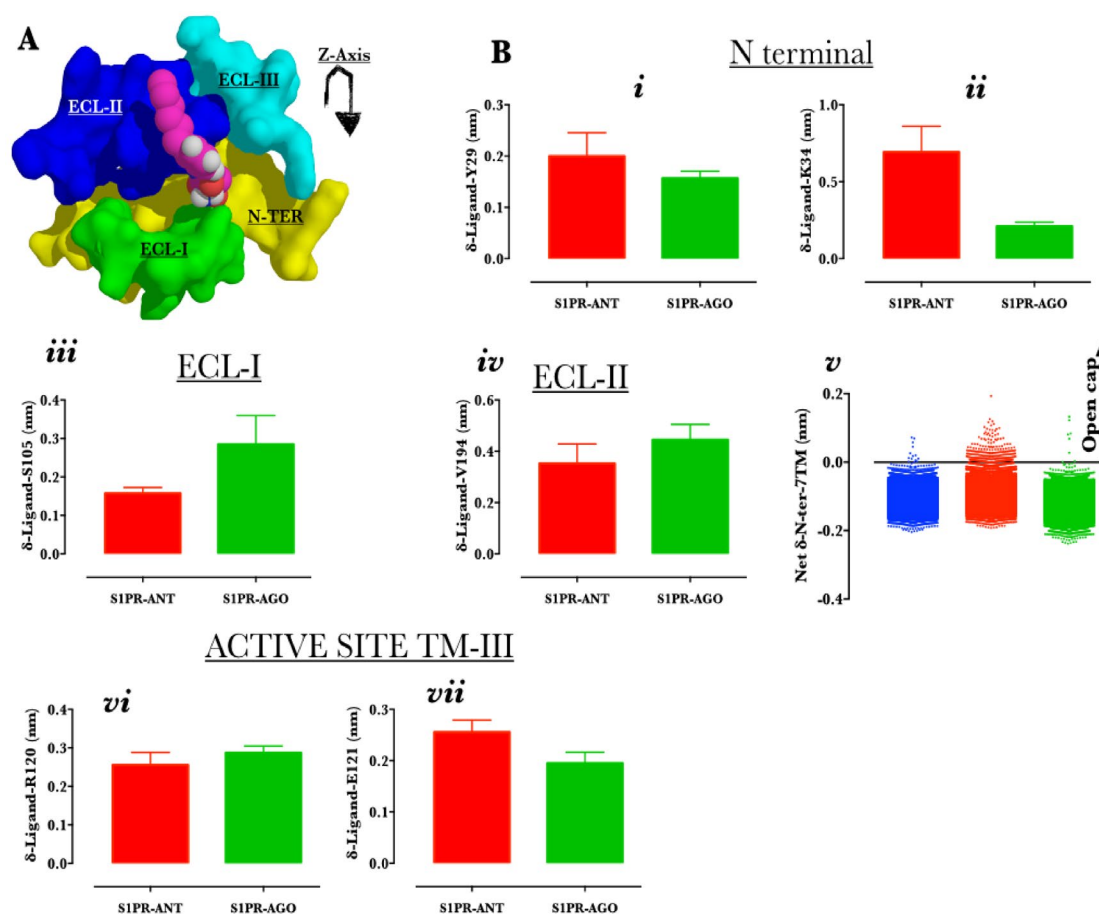 A
ECL-II
ECL-III
Z-Axis
N-TER
ECL-I
B
N terminal
i
δ-Ligand-Y29 (nm)
0.3
0.2
0.1
0.0
S1PR-ANT
S1PR-AGO
ii
δ-Ligand-K34 (nm)
1.0
0.5
0.0
S1PR-ANT
S1PR-AGO
iii
ECL-I
δ-Ligand-S105 (nm)
0.4
0.3
0.2
0.1
0.0
S1PR-ANT
S1PR-AGO
iv
ECL-II
δ-Ligand-V194 (nm)
0.6
0.4
0.2
0.0
S1PR-ANT
S1PR-AGO
v
Net δ-N-ter-7TM (nm)
0.2
0.0
-0.2
-0.4
Open cap
ACTIVE SITE TM-III
vi
δ-Ligand-R120 (nm)
0.4
0.3
0.2
0.1
0.0
S1PR-ANT
S1PR-AGO
vii
δ-Ligand-E121 (nm)
0.3
0.2
0.1
0.0
S1PR-ANT
S1PR-AGO